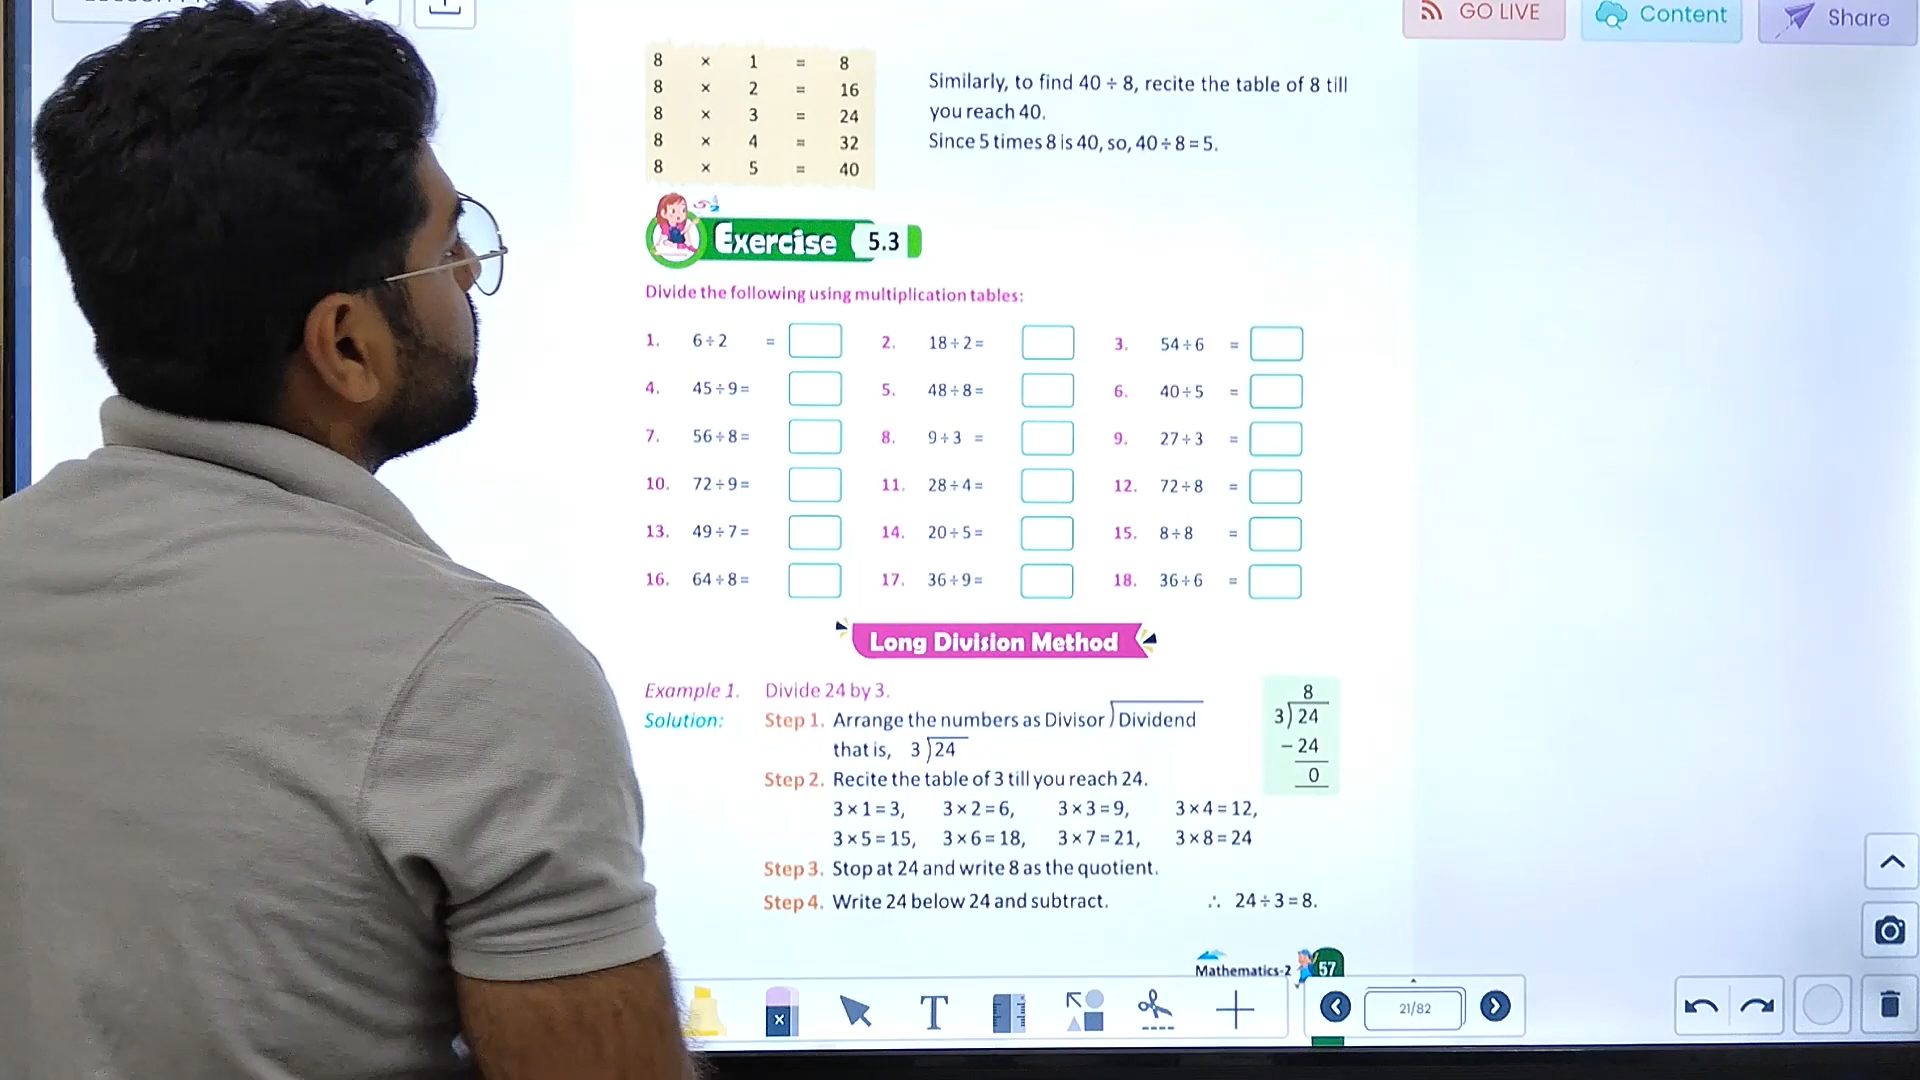 GO LIVE
Content
Share
8 × 1 = 8
8 × 2 = 16
8 × 3 = 24
8 × 4 = 32
8 × 5 = 40
Similarly, to find 40 ÷ 8, recite the table of 8 till
you reach 40.
Since 5 times 8 is 40, so, 40 ÷ 8 = 5.
Exercise 5.3
Divide the following using multiplication tables:
1. 6 ÷ 2 = 2. 18 ÷ 2 = 3. 54 ÷ 6 =
4. 45 ÷ 9 = 5. 48 ÷ 8 = 6. 40 ÷ 5 =
7. 56 ÷ 8 = 8. 9 ÷ 3 = 9. 27 ÷ 3 =
10. 72 ÷ 9 = 11. 28 ÷ 4 = 12. 72 ÷ 8 =
13. 49 ÷ 7 = 14. 20 ÷ 5 = 15. 8 ÷ 8 =
16. 64 ÷ 8 = 17. 36 ÷ 9 = 18. 36 ÷ 6 =
Long Division Method
Example 1. Divide 24 by 3.
Solution: Step 1. Arrange the numbers as Divisor ) Dividend
that is, 3 ) 24
Step 2. Recite the table of 3 till you reach 24.
3 × 1 = 3, 3 × 2 = 6, 3 × 3 = 9, 3 × 4 = 12,
3 × 5 = 15, 3 × 6 = 18, 3 × 7 = 21, 3 × 8 = 24
Step 3. Stop at 24 and write 8 as the quotient.
Step 4. Write 24 below 24 and subtract. ∴ 24 ÷ 3 = 8.
8
3 ) 24
– 24
0
Mathematics-2 57
T
21/82